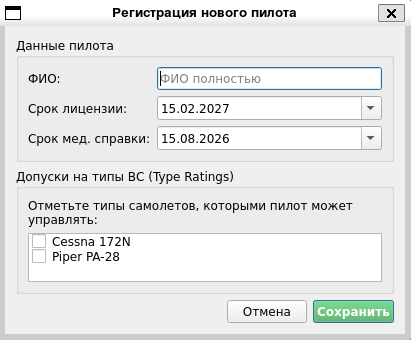 Регистрация нового пилота
Данные пилота
ФИО: ФИО полностью
Срок лицензии: 15.02.2027
Срок мед. справки: 15.08.2026
Допуски на типы ВС (Type Ratings)
Отметьте типы самолетов, которыми пилот может
управлять:
Cessna 172N
Piper PA-28
Отмена Сохранить